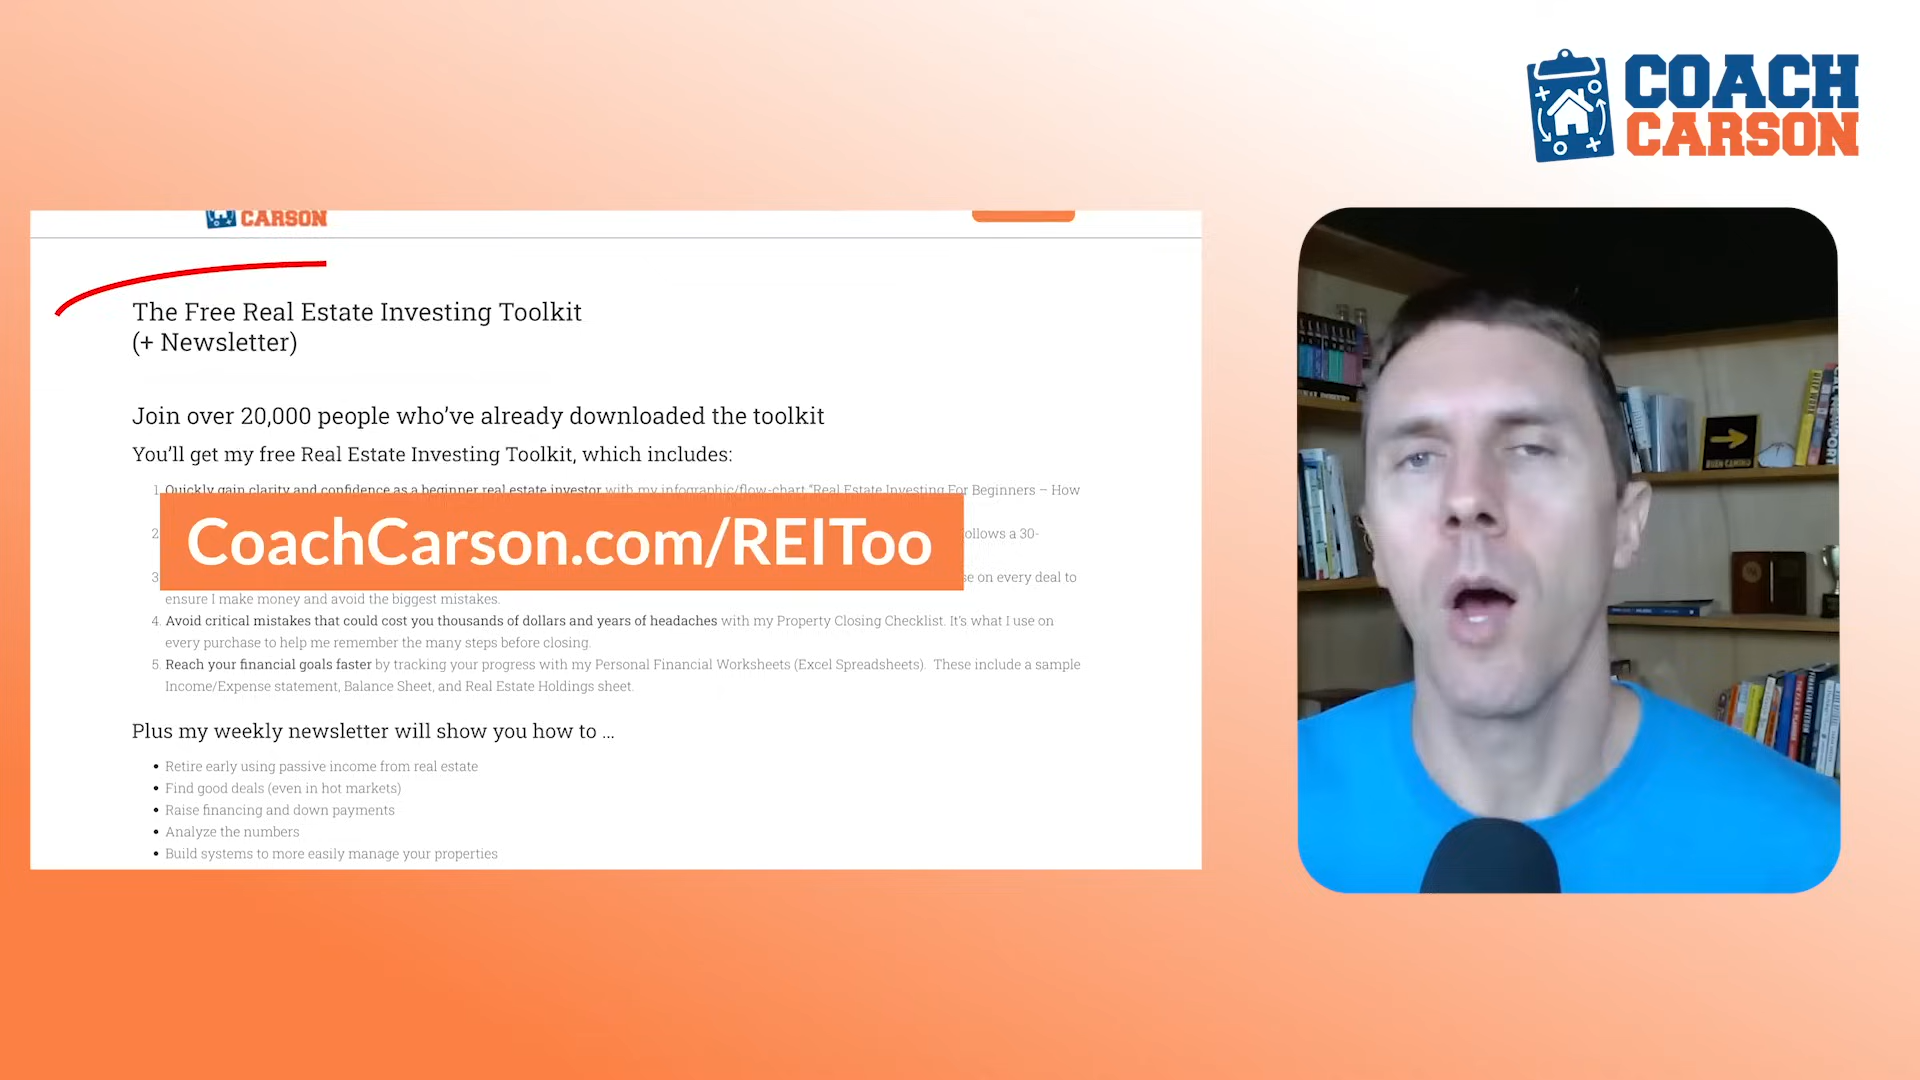 COACH
CARSON
CARSON
The Free Real Estate Investing Toolkit
(+ Newsletter)
Join over 20,000 people who've already downloaded the toolkit
You'll get my free Real Estate Investing Toolkit, which includes:
1. Quickly gain clarity and confidence as a beginner real estate investor with my infographic/flow-chart "Real Estate Investing For Beginners – How
2. ollows a 30-
CoachCarson.com/REIToo
3. se on every deal to
ensure I make money and avoid the biggest mistakes.
4. Avoid critical mistakes that could cost you thousands of dollars and years of headaches with my Property Closing Checklist. It's what I use on
every purchase to help me remember the many steps before closing.
5. Reach your financial goals faster by tracking your progress with my Personal Financial Worksheets (Excel Spreadsheets). These include a sample
Income/Expense statement, Balance Sheet, and Real Estate Holdings sheet.
Plus my weekly newsletter will show you how to ...
• Retire early using passive income from real estate
• Find good deals (even in hot markets)
• Raise financing and down payments
• Analyze the numbers
• Build systems to more easily manage your properties